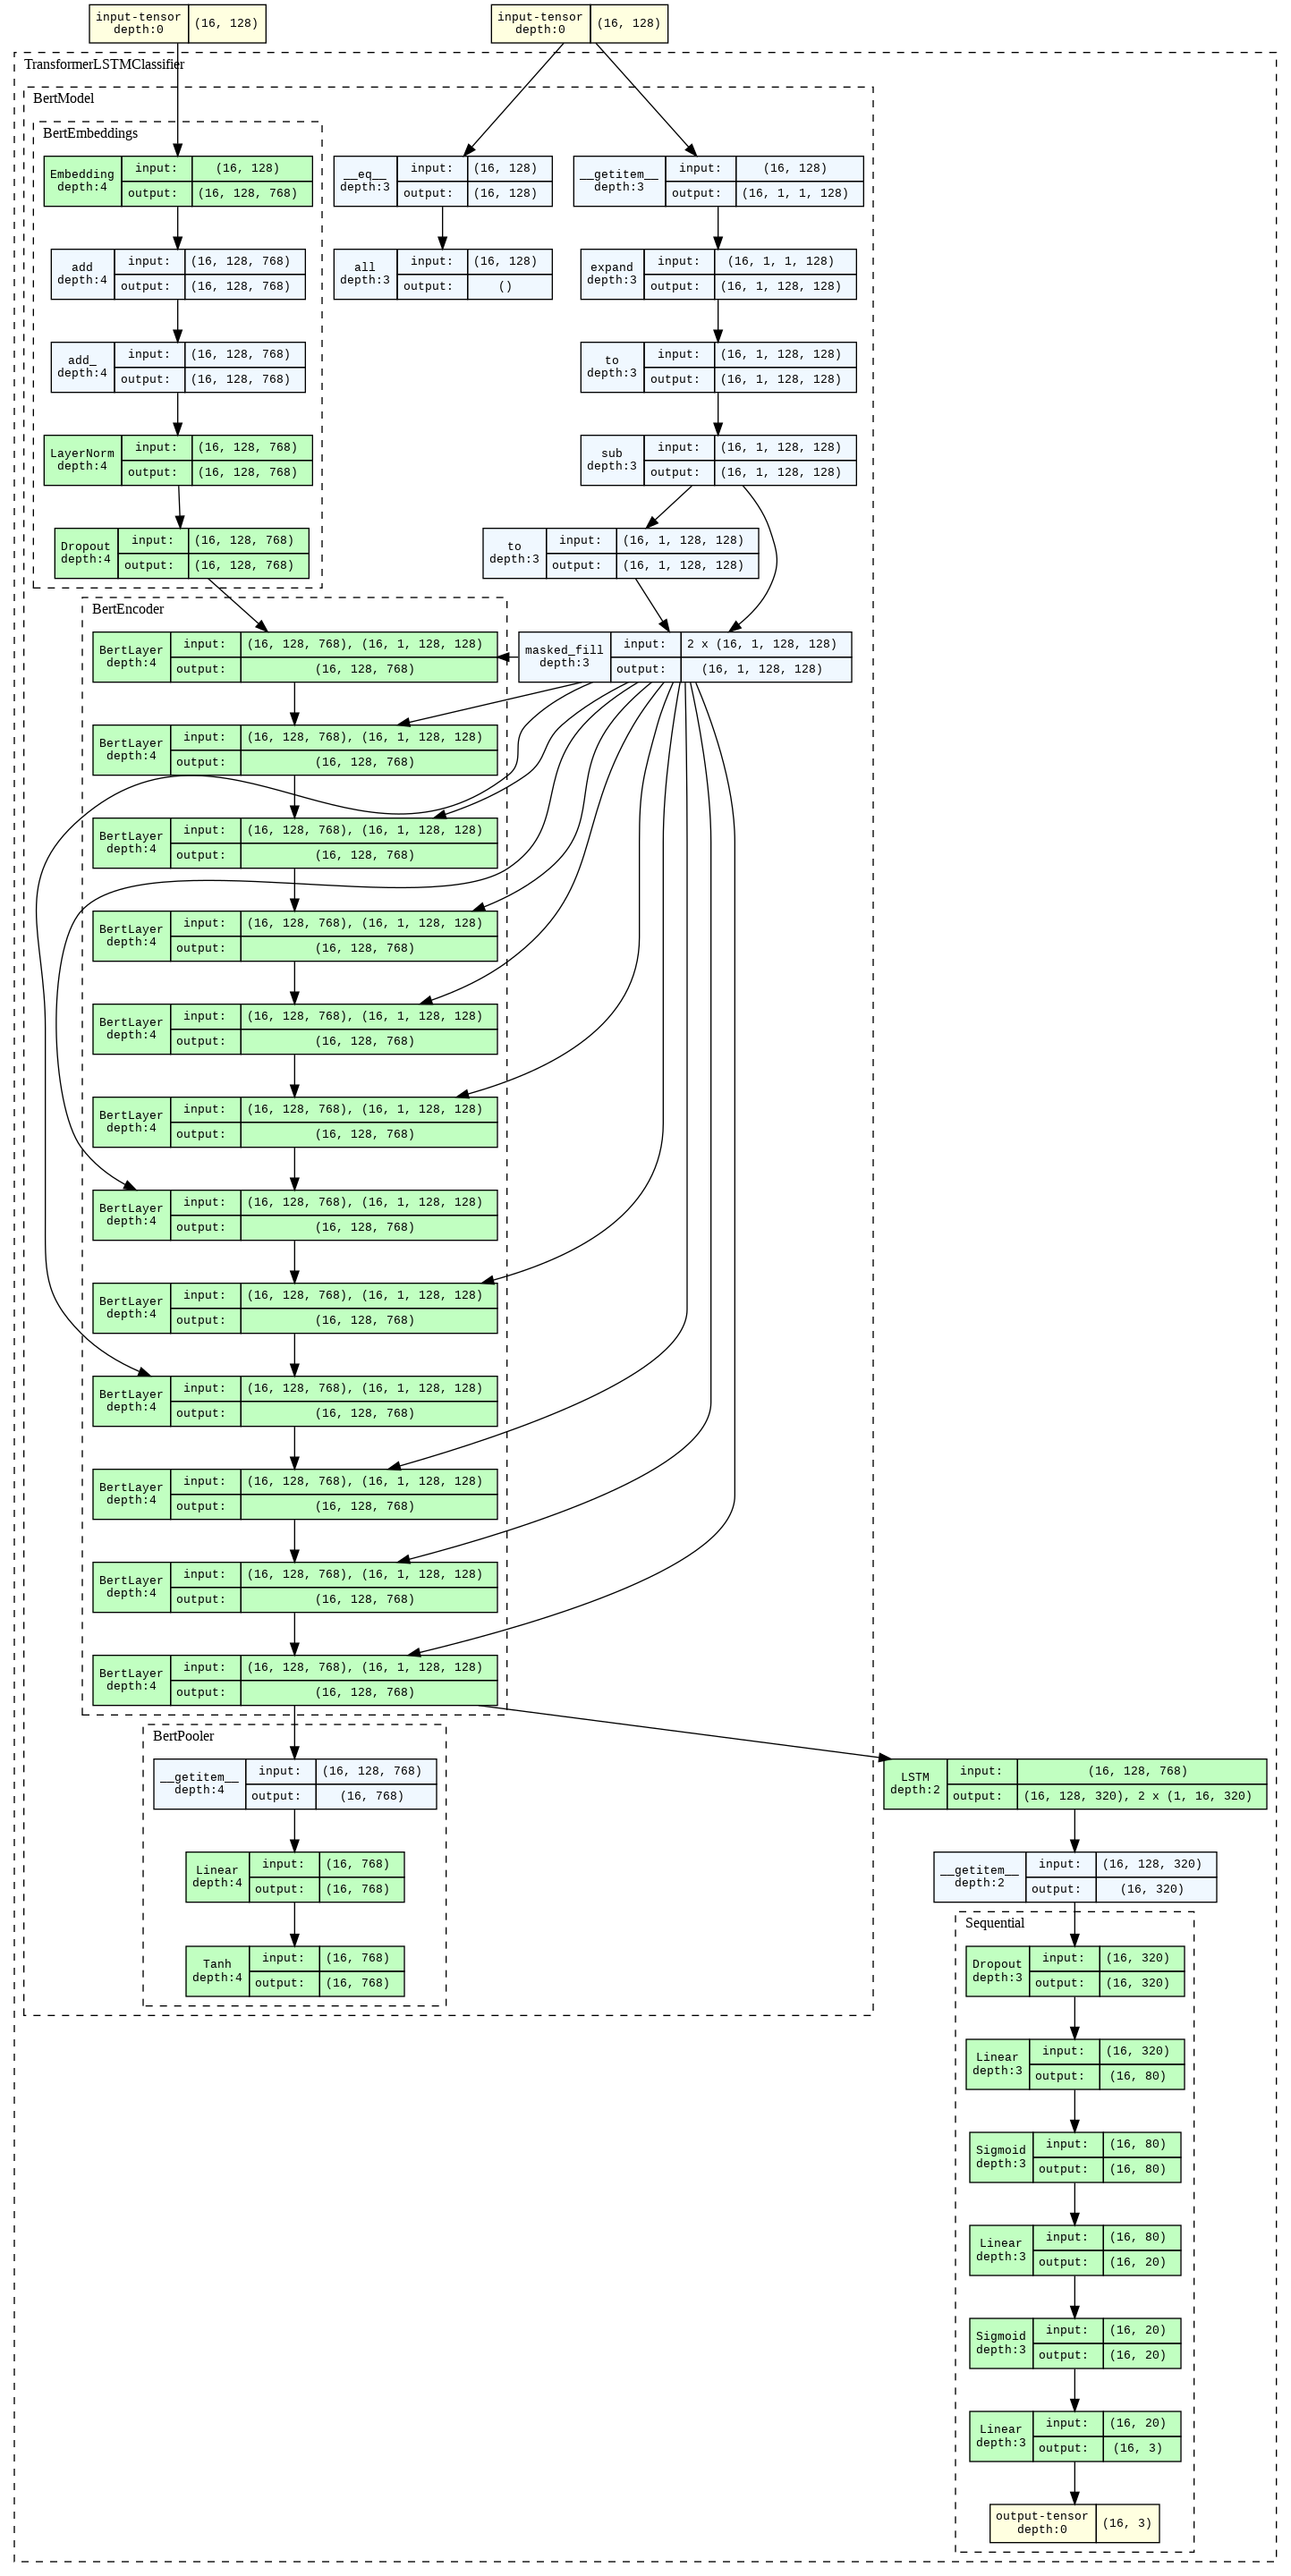 input-tensor
depth:0
(16, 128)
input-tensor
depth:0
(16, 128)
TransformerLSTMClassifier
BertModel
BertEmbeddings
Embedding
depth:4
input:
(16, 128)
output:
(16, 128, 768)
__eq__
depth:3
input:
(16, 128)
output:
(16, 128)
__getitem__
depth:3
input:
(16, 128)
output:
(16, 1, 1, 128)
add
depth:4
input:
(16, 128, 768)
output:
(16, 128, 768)
all
depth:3
input:
(16, 128)
output:
()
expand
depth:3
input:
(16, 1, 1, 128)
output:
(16, 1, 128, 128)
add_
depth:4
input:
(16, 128, 768)
output:
(16, 128, 768)
to
depth:3
input:
(16, 1, 128, 128)
output:
(16, 1, 128, 128)
LayerNorm
depth:4
input:
(16, 128, 768)
output:
(16, 128, 768)
sub
depth:3
input:
(16, 1, 128, 128)
output:
(16, 1, 128, 128)
Dropout
depth:4
input:
(16, 128, 768)
output:
(16, 128, 768)
to
depth:3
input:
(16, 1, 128, 128)
output:
(16, 1, 128, 128)
BertEncoder
BertLayer
depth:4
input:
(16, 128, 768), (16, 1, 128, 128)
output:
(16, 128, 768)
masked_fill
depth:3
input:
2 x (16, 1, 128, 128)
output:
(16, 1, 128, 128)
BertLayer
depth:4
input:
(16, 128, 768), (16, 1, 128, 128)
output:
(16, 128, 768)
BertLayer
depth:4
input:
(16, 128, 768), (16, 1, 128, 128)
output:
(16, 128, 768)
BertLayer
depth:4
input:
(16, 128, 768), (16, 1, 128, 128)
output:
(16, 128, 768)
BertLayer
depth:4
input:
(16, 128, 768), (16, 1, 128, 128)
output:
(16, 128, 768)
BertLayer
depth:4
input:
(16, 128, 768), (16, 1, 128, 128)
output:
(16, 128, 768)
BertLayer
depth:4
input:
(16, 128, 768), (16, 1, 128, 128)
output:
(16, 128, 768)
BertLayer
depth:4
input:
(16, 128, 768), (16, 1, 128, 128)
output:
(16, 128, 768)
BertLayer
depth:4
input:
(16, 128, 768), (16, 1, 128, 128)
output:
(16, 128, 768)
BertLayer
depth:4
input:
(16, 128, 768), (16, 1, 128, 128)
output:
(16, 128, 768)
BertLayer
depth:4
input:
(16, 128, 768), (16, 1, 128, 128)
output:
(16, 128, 768)
BertLayer
depth:4
input:
(16, 128, 768), (16, 1, 128, 128)
output:
(16, 128, 768)
BertPooler
__getitem__
depth:4
input:
(16, 128, 768)
output:
(16, 768)
LSTM
depth:2
input:
(16, 128, 768)
output:
(16, 128, 320), 2 x (1, 16, 320)
Linear
depth:4
input:
(16, 768)
output:
(16, 768)
__getitem__
depth:2
input:
(16, 128, 320)
output:
(16, 320)
Sequential
Tanh
depth:4
input:
(16, 768)
output:
(16, 768)
Dropout
depth:3
input:
(16, 320)
output:
(16, 320)
Linear
depth:3
input:
(16, 320)
output:
(16, 80)
Sigmoid
depth:3
input:
(16, 80)
output:
(16, 80)
Linear
depth:3
input:
(16, 80)
output:
(16, 20)
Sigmoid
depth:3
input:
(16, 20)
output:
(16, 20)
Linear
depth:3
input:
(16, 20)
output:
(16, 3)
output-tensor
depth:0
(16, 3)